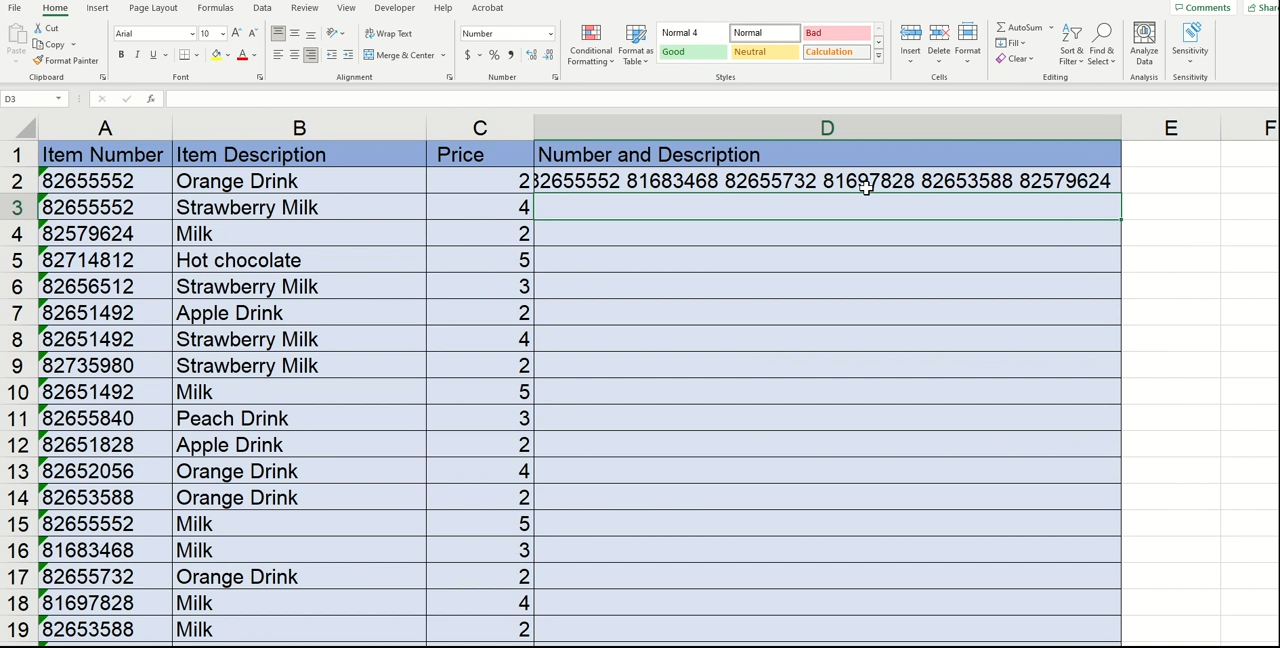 File Home Insert Page Layout Formulas Data Review View Developer Help Acrobat Comments Shar
Cut
Copy
Format Painter
Paste
Clipboard
Arial 10
B I U
Font
Wrap Text
Merge & Center
Alignment
Number
$ % ,
Number
Conditional Formatting
Format as Table
Normal 4 Normal Bad
Good Neutral Calculation
Styles
Insert Delete Format
Cells
AutoSum
Fill
Clear
Sort & Filter
Find & Select
Editing
Analyze Data
Analysis
Sensitivity
Sensitivity
D3 fx
A B C D E F
1 Item Number Item Description Price Number and Description
2 82655552 Orange Drink 2 82655552 81683468 82655732 81697828 82653588 82579624
3 82655552 Strawberry Milk 4
4 82579624 Milk 2
5 82714812 Hot chocolate 5
6 82656512 Strawberry Milk 3
7 82651492 Apple Drink 2
8 82651492 Strawberry Milk 4
9 82735980 Strawberry Milk 2
10 82651492 Milk 5
11 82655840 Peach Drink 3
12 82651828 Apple Drink 2
13 82652056 Orange Drink 4
14 82653588 Orange Drink 2
15 82655552 Milk 5
16 81683468 Milk 3
17 82655732 Orange Drink 2
18 81697828 Milk 4
19 82653588 Milk 2